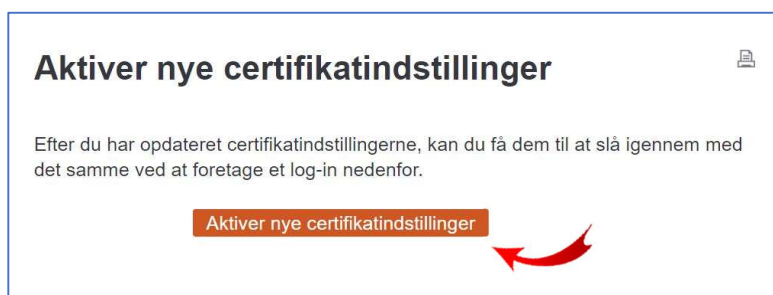 Aktiver nye certifikatindstillinger
Efter du har opdateret certifikatindstillingerne, kan du få dem til at slå igennem med
det samme ved at foretage et log-in nedenfor.
Aktiver nye certifikatindstillinger